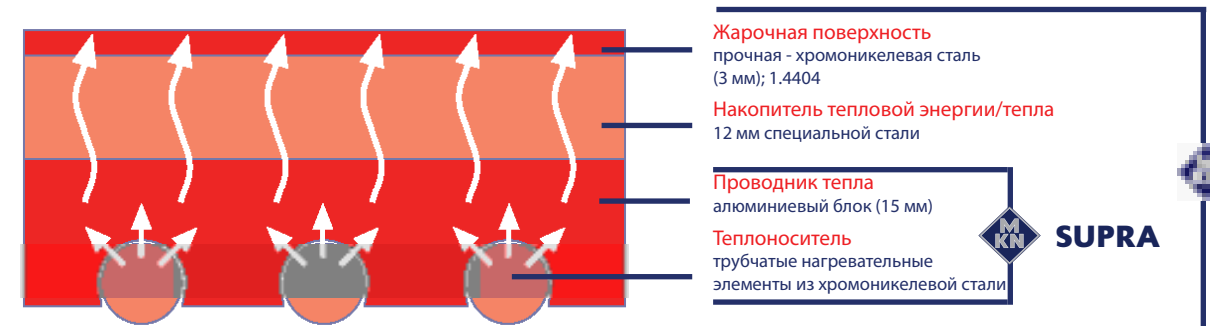 Жарочная поверхность
прочная - хромоникелевая сталь
(3 мм); 1.4404
Накопитель тепловой энергии/тепла
12 мм специальной стали
Проводник тепла
алюминиевый блок (15 мм)
Теплоноситель
трубчатые нагревательные
элементы из хромоникелевой стали
MKN SUPRA